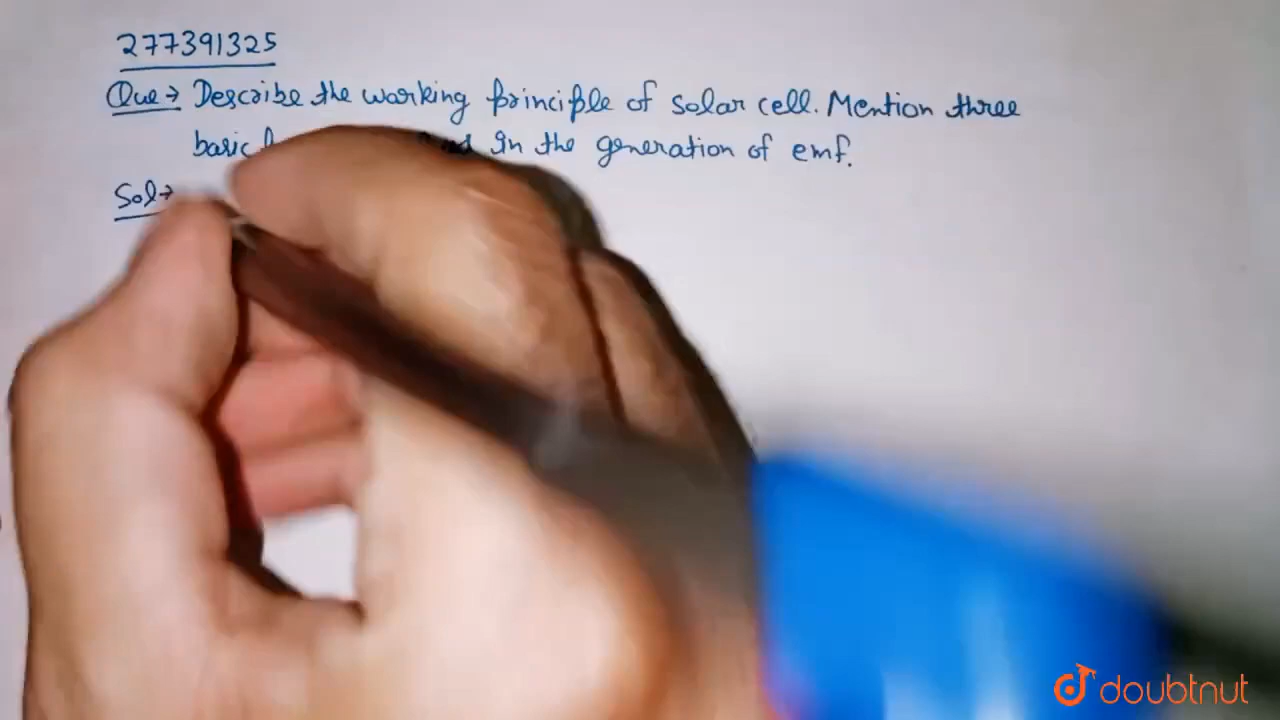 277391325
Que→ Describe the working principle of solar cell. Mention three
basic in the generation of emf.
Sol→
doubtnut